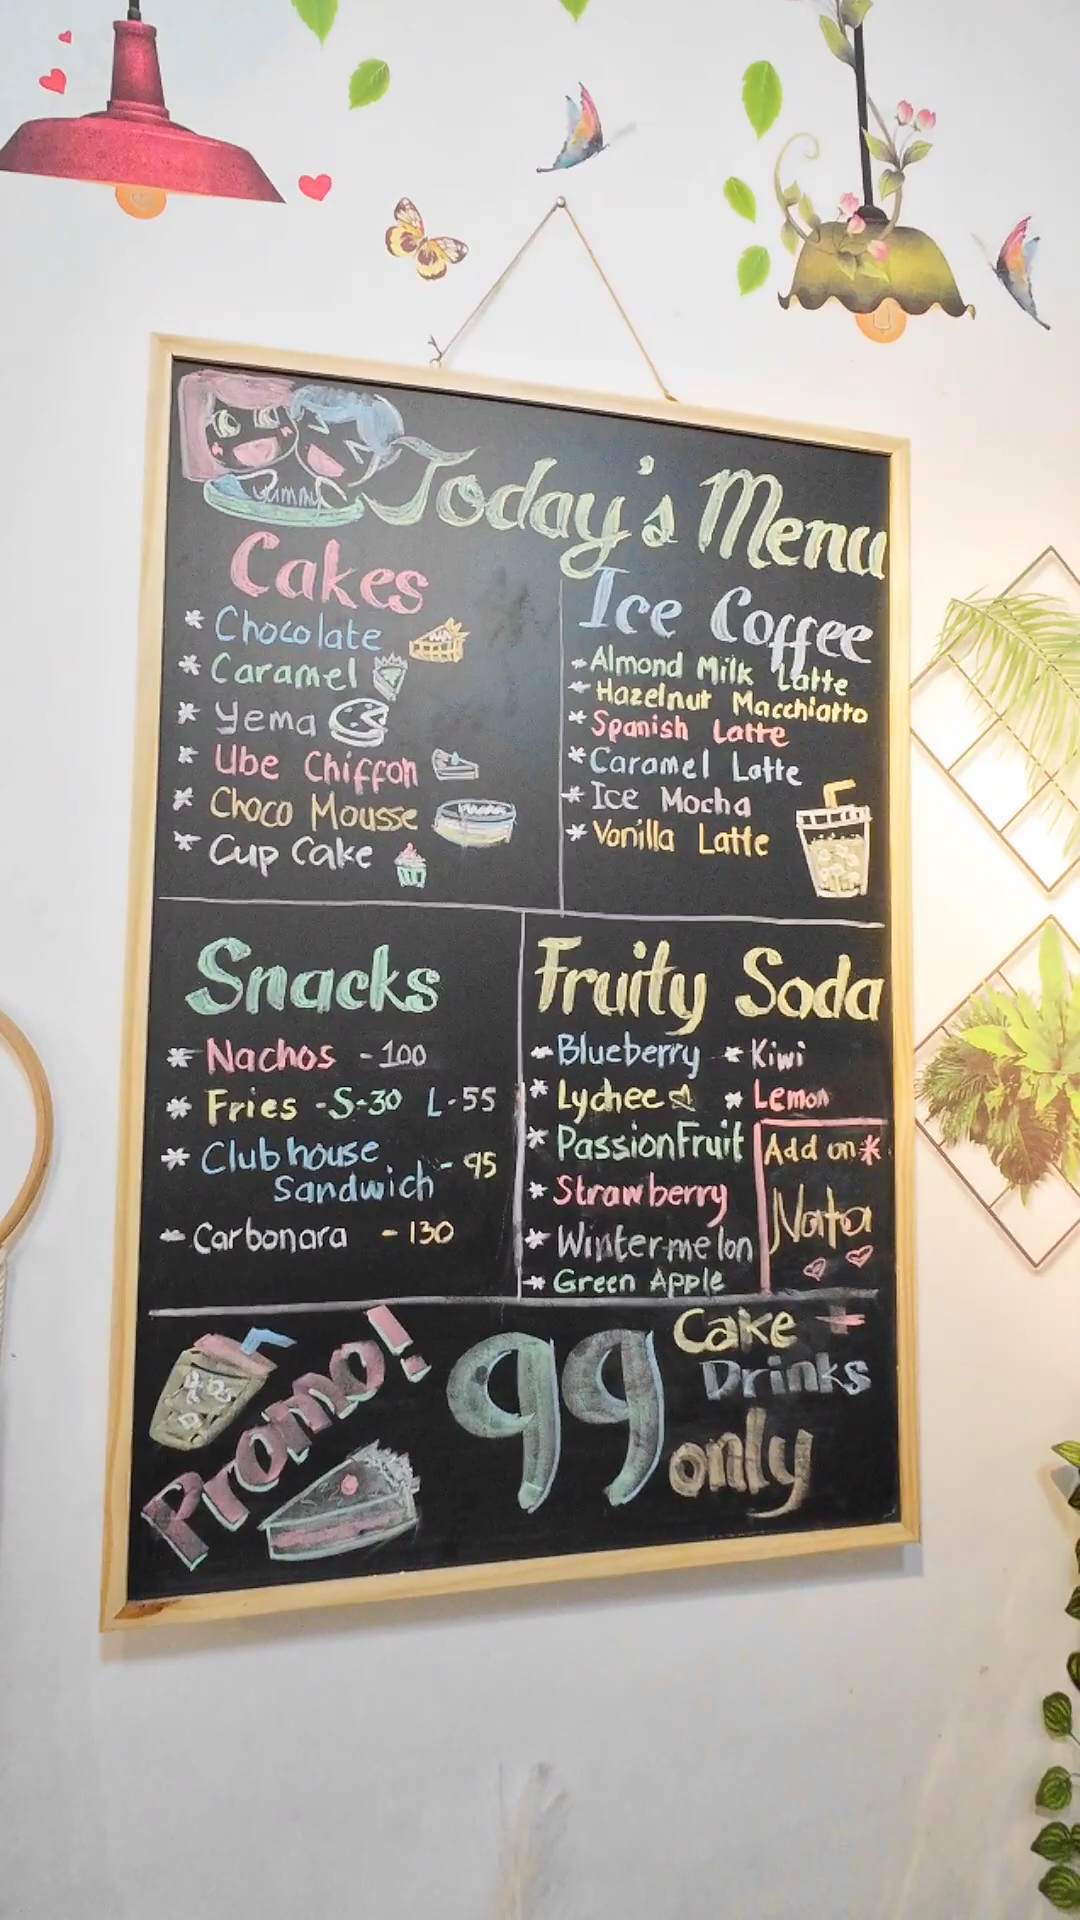 Yummy
Today's Menu
Cakes
* Chocolate
* Caramel
* Yema
* Ube Chiffon
* Choco Mousse
* Cup Cake
Ice Coffee
* Almond Milk Latte
* Hazelnut Macchiatto
* Spanish Latte
* Caramel Latte
* Ice Mocha
* Vanilla Latte
Snacks
* Nachos - 100
* Fries - S-30 L-55
* Clubhouse
Sandwich - 95
* Carbonara - 130
Fruity Soda
* Blueberry * Kiwi
* Lychee * Lemon
* PassionFruit
* Strawberry
* Wintermelon
* Green Apple
Add on*
Nata
Promo!
99
Cake +
Drinks
only